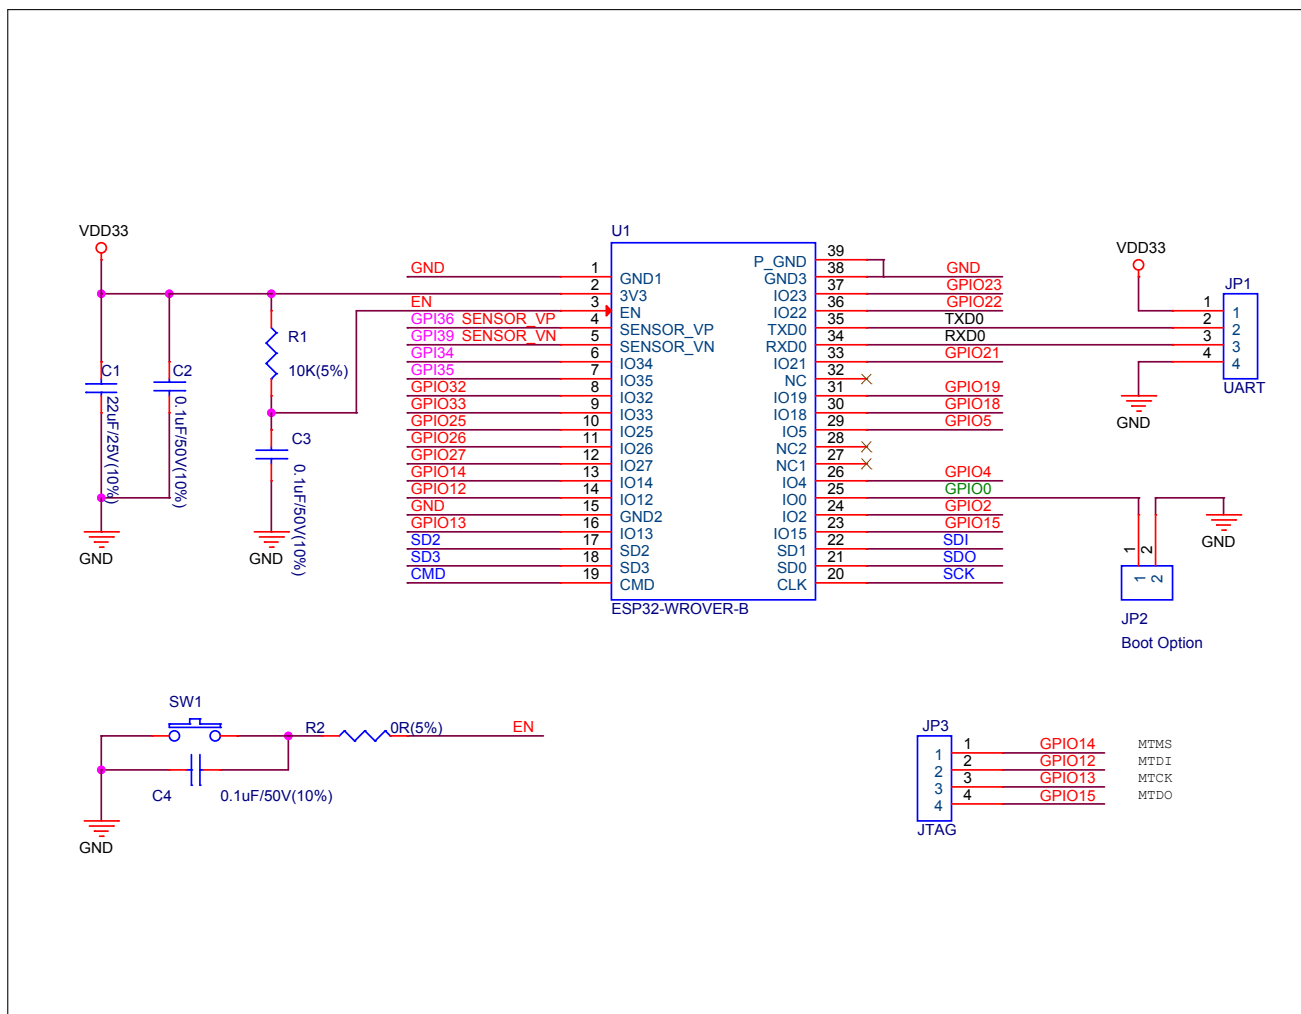 VDD33
C1
22uF/25V(10%)
C2
0.1uF/50V(10%)
GND
R1
10K(5%)
C3
0.1uF/50V(10%)
GND
U1
GND 1 GND1
2 3V3
EN 3 EN
GPI36 SENSOR_VP 4 SENSOR_VP
GPI39 SENSOR_VN 5 SENSOR_VN
GPI34 6 IO34
GPI35 7 IO35
GPIO32 8 IO32
GPIO33 9 IO33
GPIO25 10 IO25
GPIO26 11 IO26
GPIO27 12 IO27
GPIO14 13 IO14
GPIO12 14 IO12
GND 15 GND2
GPIO13 16 IO13
SD2 17 SD2
SD3 18 SD3
CMD 19 CMD
P_GND 39
GND3 38 GND
IO23 37 GPIO23
IO22 36 GPIO22
TXD0 35 TXD0
RXD0 34 RXD0
IO21 33 GPIO21
NC 32
IO19 31 GPIO19
IO18 30 GPIO18
IO5 29 GPIO5
NC2 28
NC1 27
IO4 26 GPIO4
IO0 25 GPIO0
IO2 24 GPIO2
IO15 23 GPIO15
SD1 22 SDI
SD0 21 SDO
CLK 20 SCK
ESP32-WROVER-B
VDD33
JP1
1 1
2 2
3 3
4 4
UART
GND
1 2
1 2
GND
JP2
Boot Option
SW1
R2 0R(5%) EN
C4 0.1uF/50V(10%)
GND
JP3
1 1 GPIO14 MTMS
2 2 GPIO12 MTDI
3 3 GPIO13 MTCK
4 4 GPIO15 MTDO
JTAG